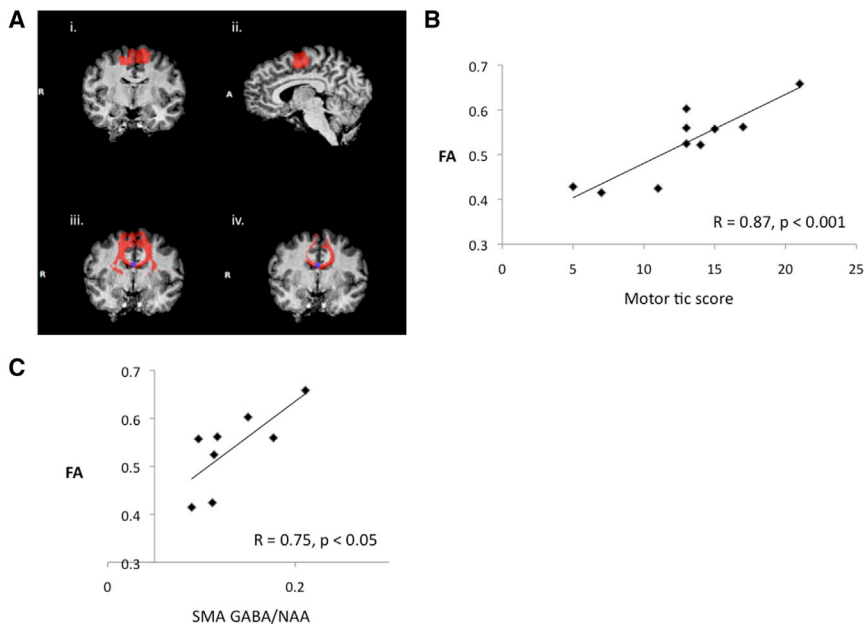 A
i.
ii.
R
A
iii.
iv.
R
R
B
0.7
0.6
FA
0.5
0.4
R = 0.87, p < 0.001
0.3
0 5 10 15 20 25
Motor tic score
C
0.7
0.6
FA
0.5
0.4
R = 0.75, p < 0.05
0.3
0 0.2
SMA GABA/NAA